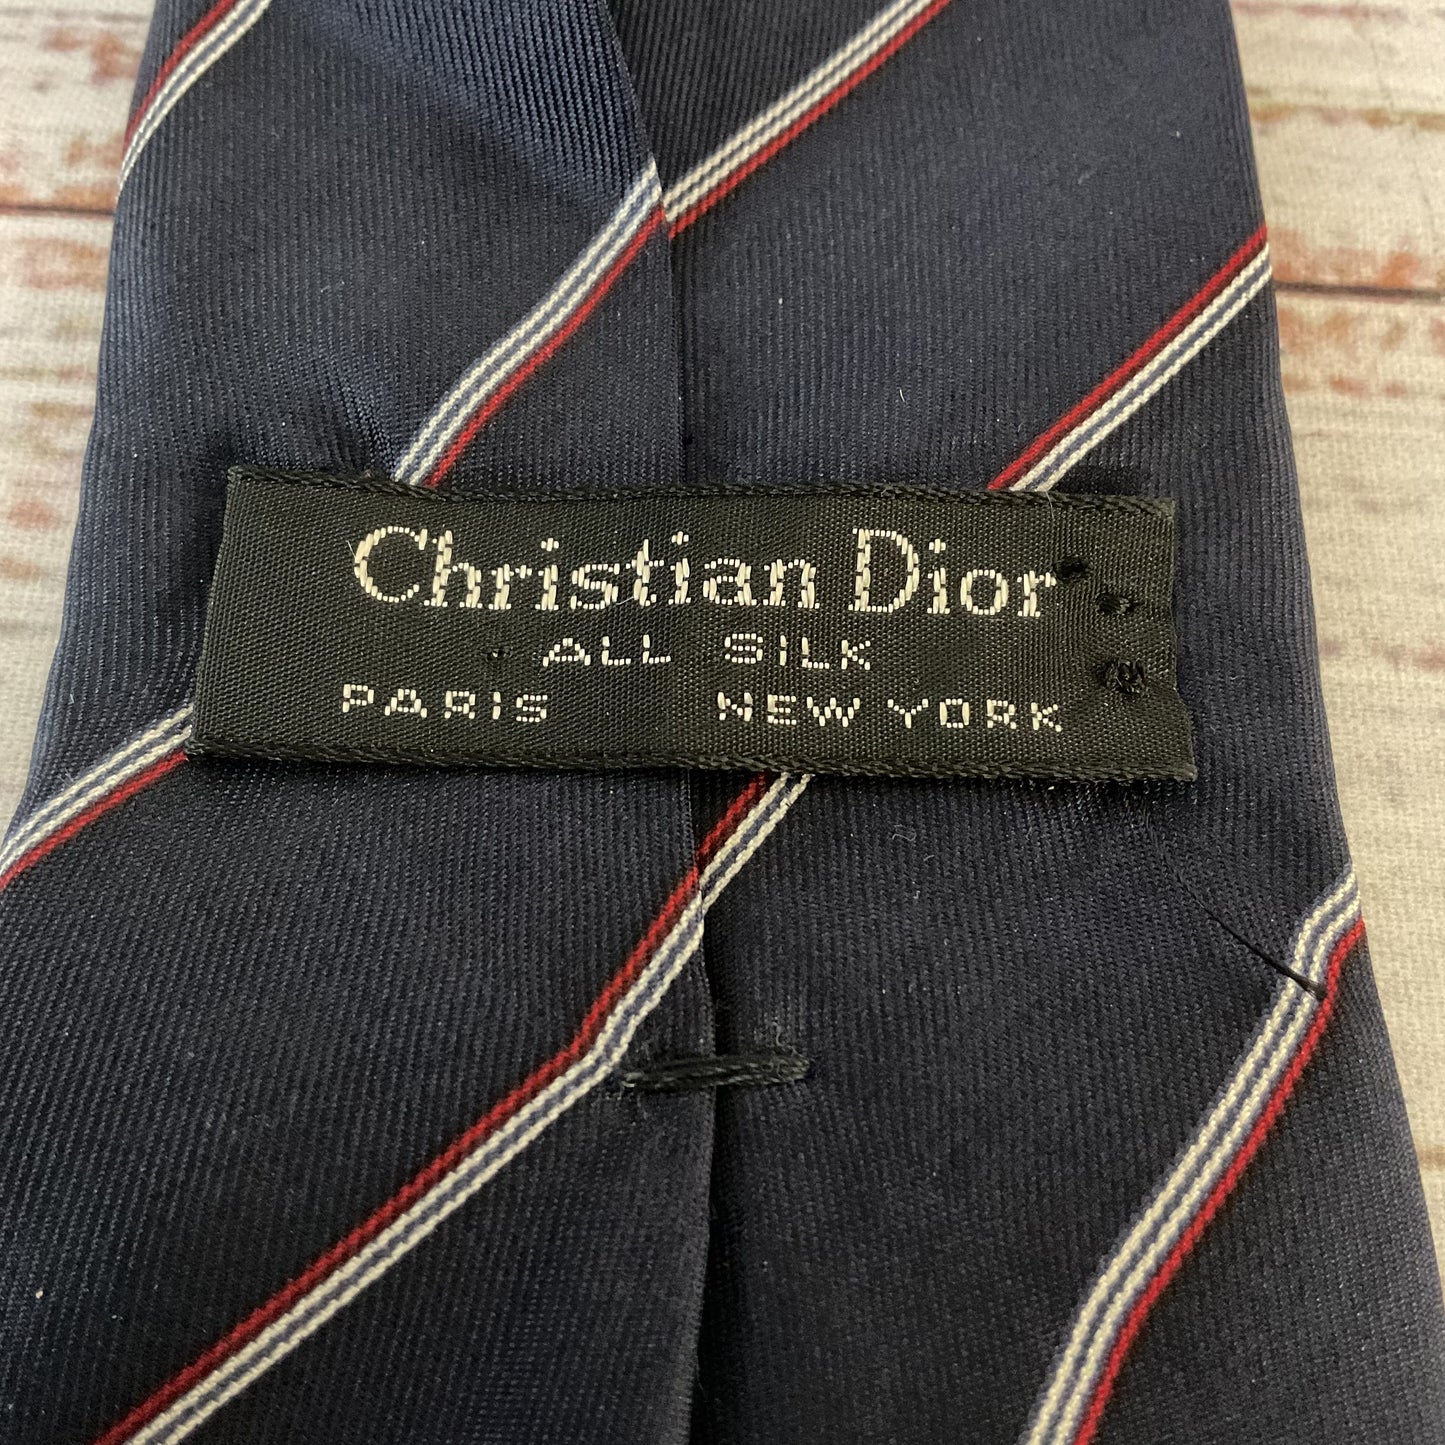 Christian Dior
ALL SILK
PARIS NEW YORK